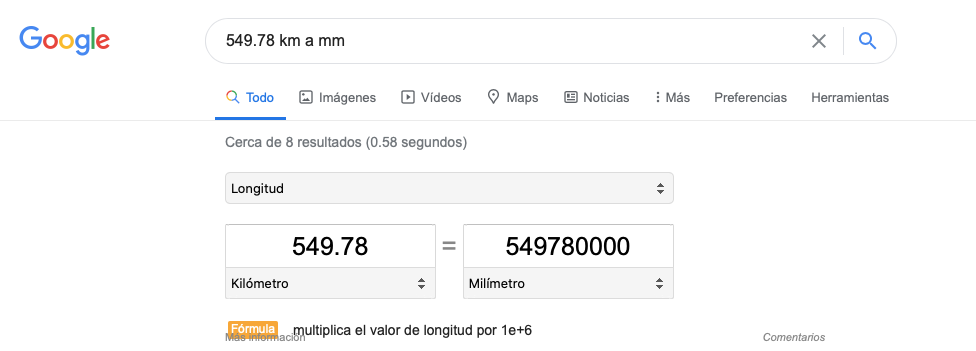 Google
549.78 km a mm
Todo Imágenes Vídeos Maps Noticias Más Preferencias Herramientas
Cerca de 8 resultados (0.58 segundos)
Longitud
549.78 = 549780000
Kilómetro Milímetro
Fórmula multiplica el valor de longitud por 1e+6
Más información Comentarios